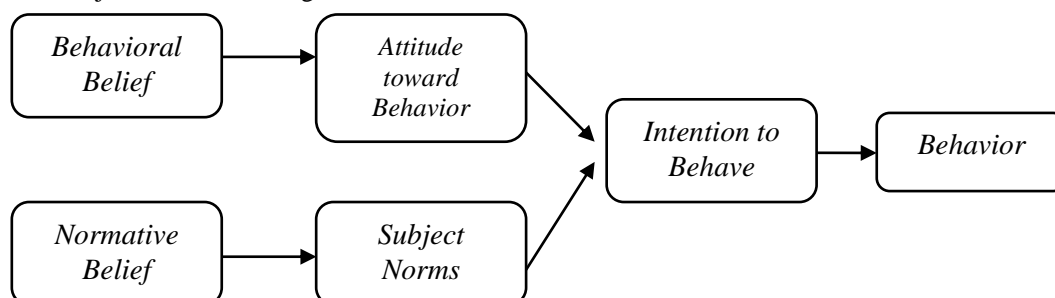 Behavioral
Belief
Attitude
toward
Behavior
Intention to
Behave
Behavior
Normative
Belief
Subject
Norms